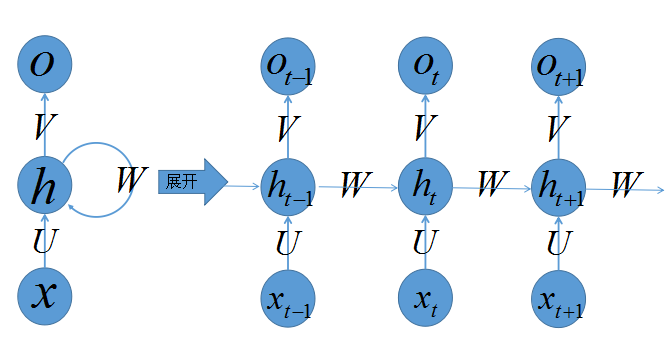 o o_{t-1} o_t o_{t+1}
V V V V
h W 展开 h_{t-1} W h_t W h_{t+1} W
U U U U
x x_{t-1} x_t x_{t+1}